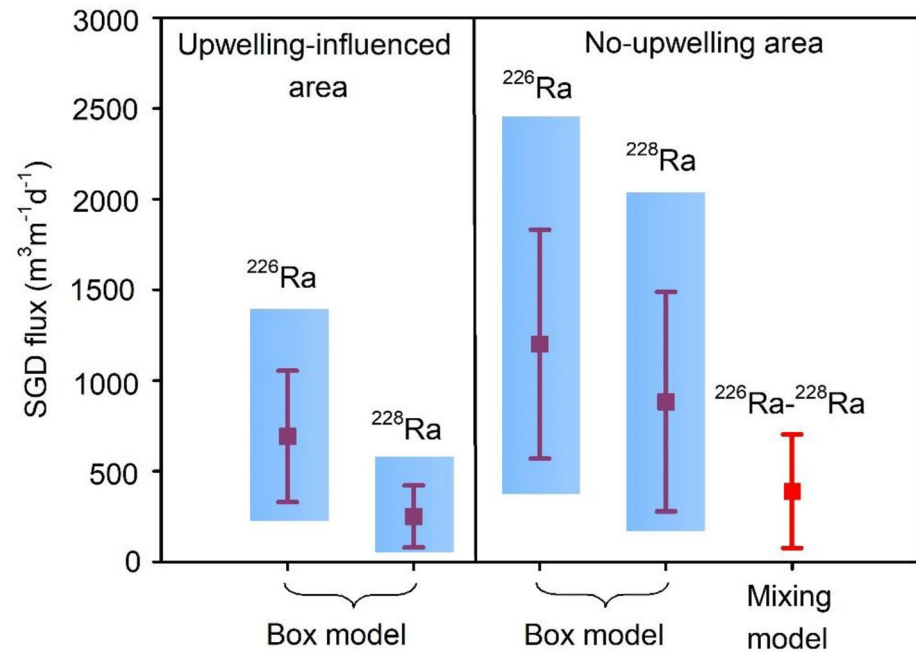 SGD flux (m³m⁻¹d⁻¹)
3000
2500
2000
1500
1000
500
0
Upwelling-influenced
area
²²⁶Ra
²²⁸Ra
Box model
No-upwelling area
²²⁶Ra
²²⁸Ra
²²⁶Ra-²²⁸Ra
Box model
Mixing
model